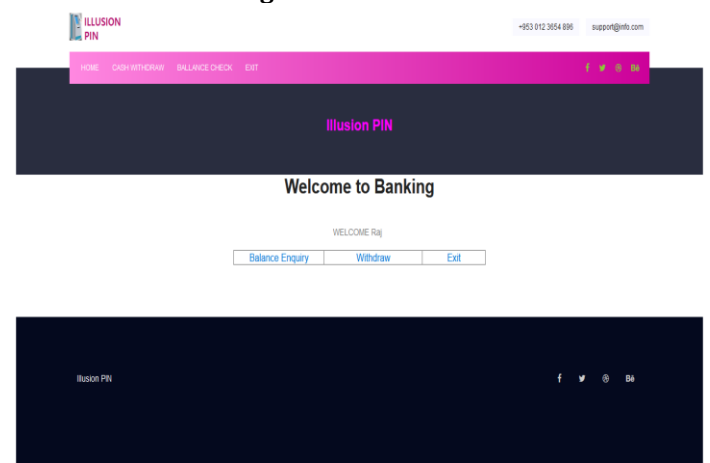 ILLUSION
PIN
+953 012 3654 896 support@info.com
HOME CASH WITHDRAW BALLANCE CHECK EXIT
Illusion PIN
Welcome to Banking
WELCOME Raj
Balance Enquiry Withdraw Exit
Illusion PIN